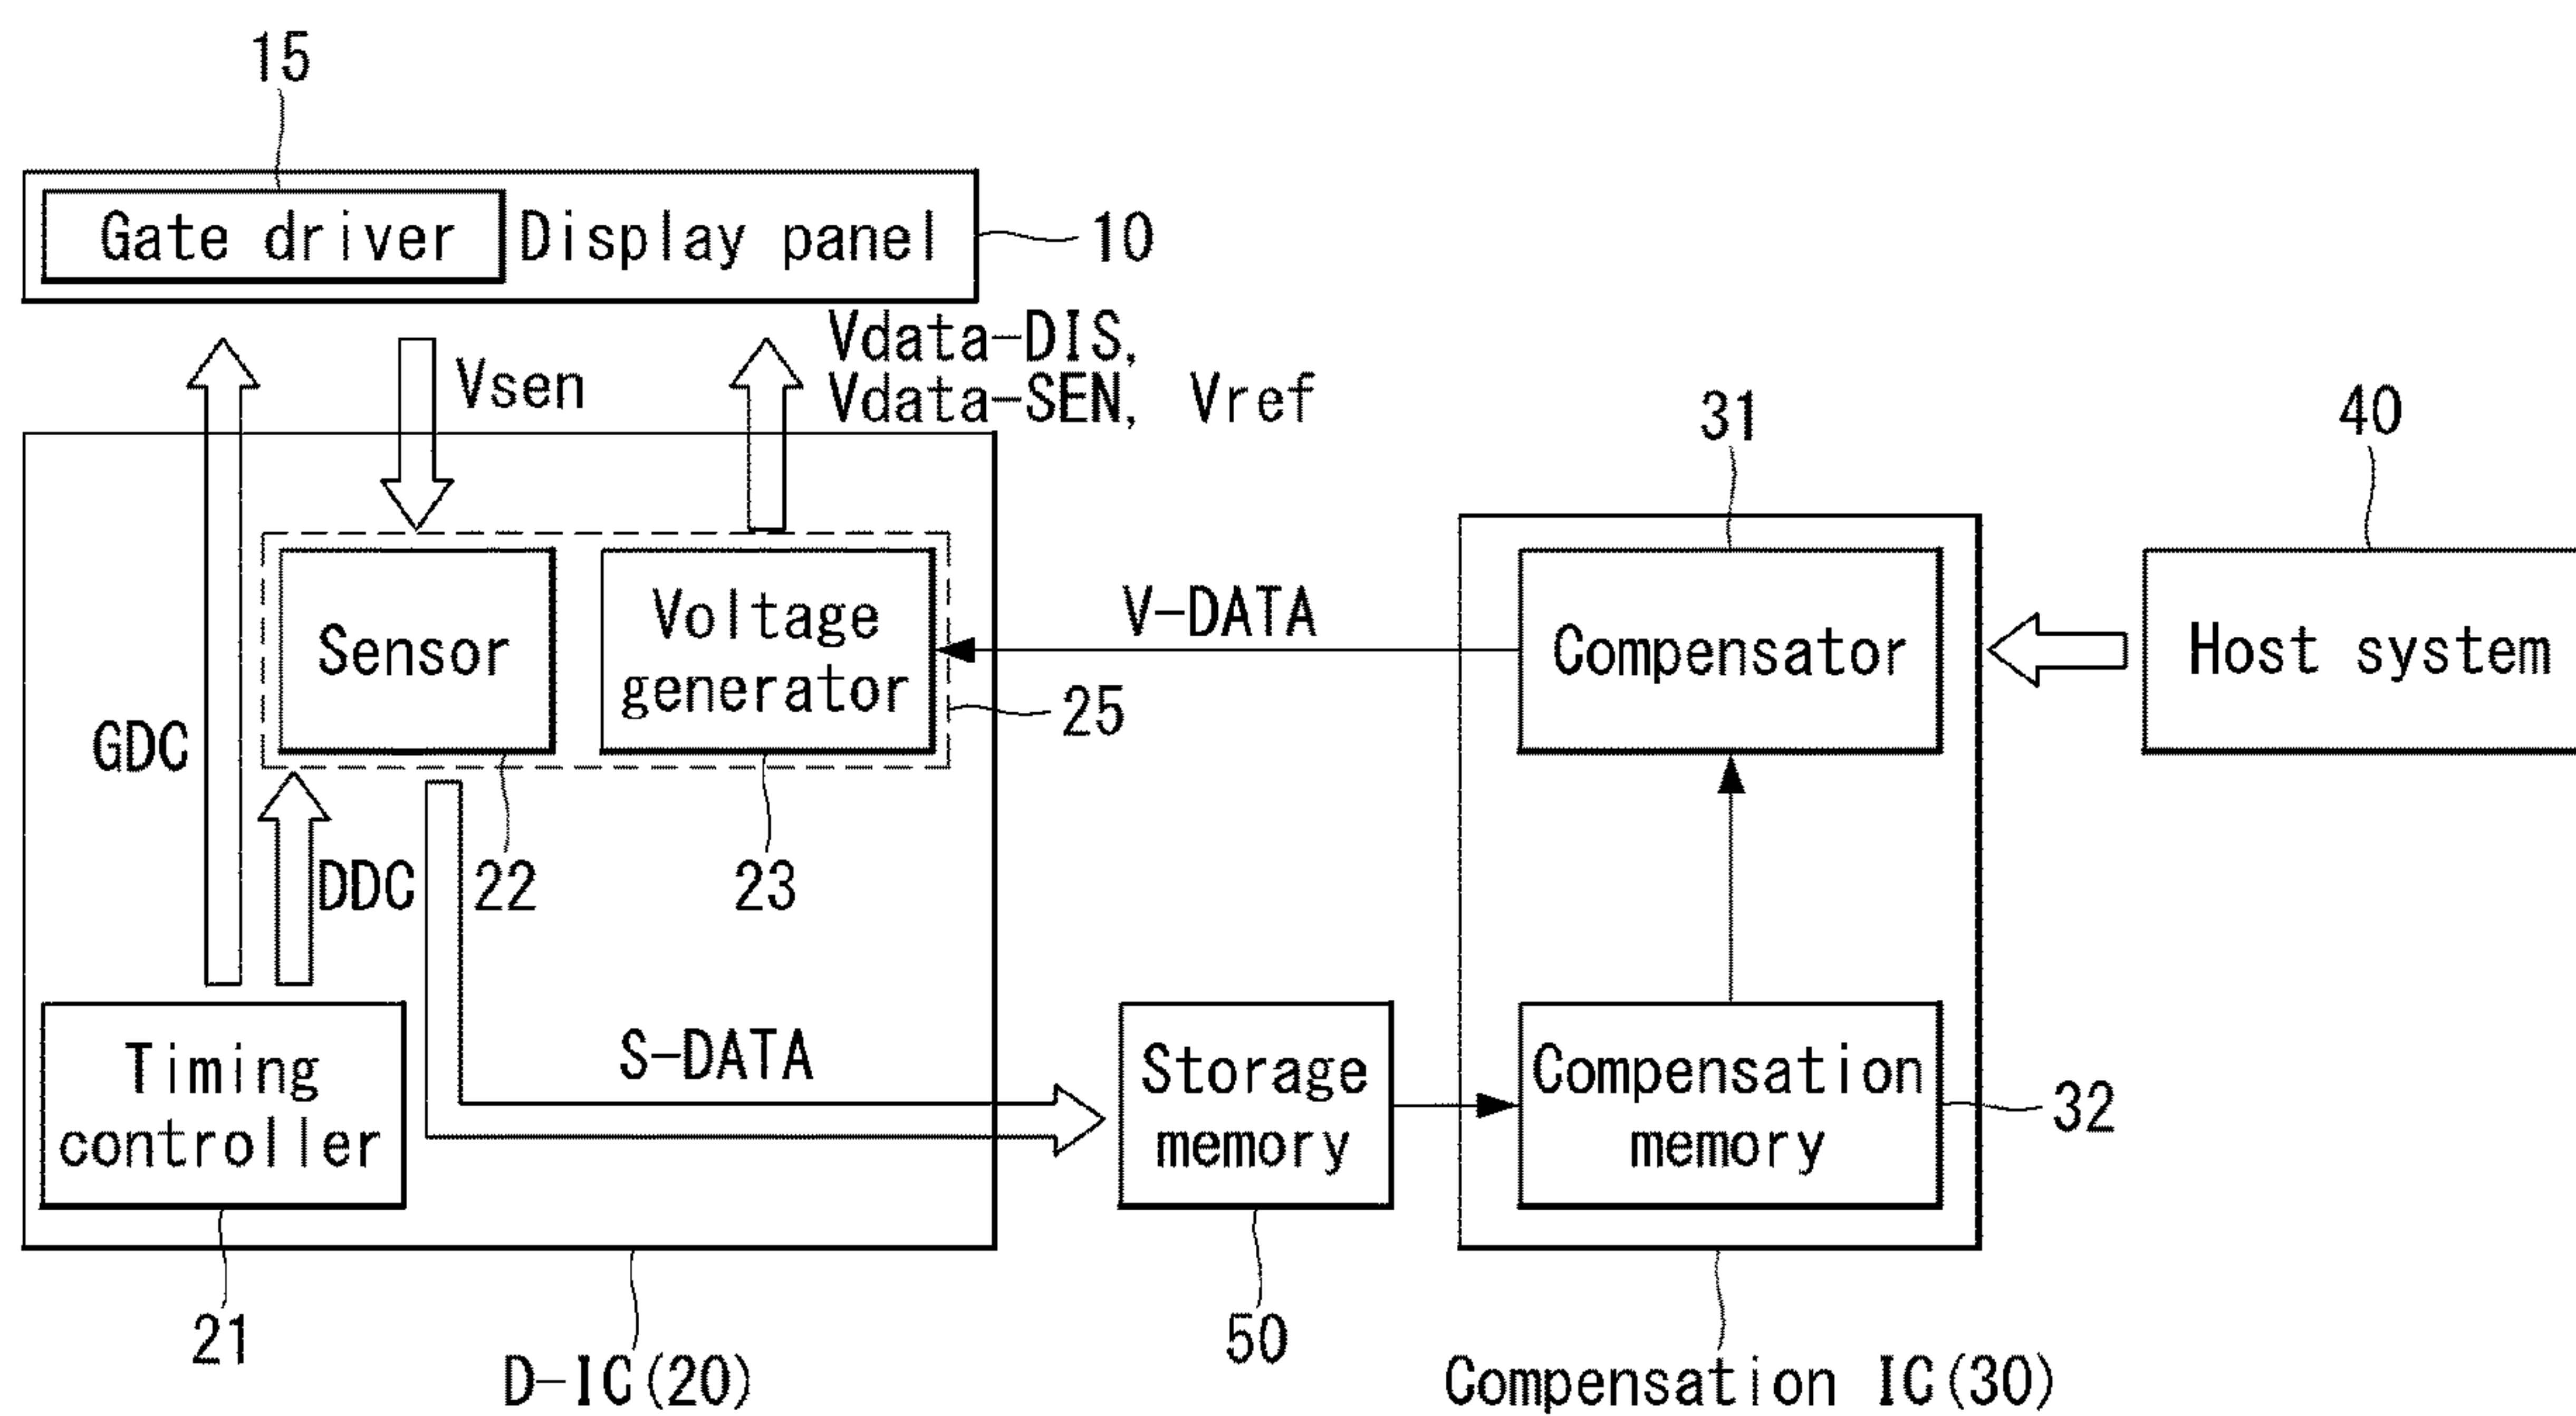 15
Gate driver
Display panel
10
Vdata-DIS,
Vdata-SEN, Vref
Vsen
31
40
Sensor
Voltage
generator
V-DATA
Compensator
Host system
25
GDC
DDC
22
23
S-DATA
Timing
controller
Storage
memory
Compensation
memory
32
21
50
D-IC(20)
Compensation IC(30)